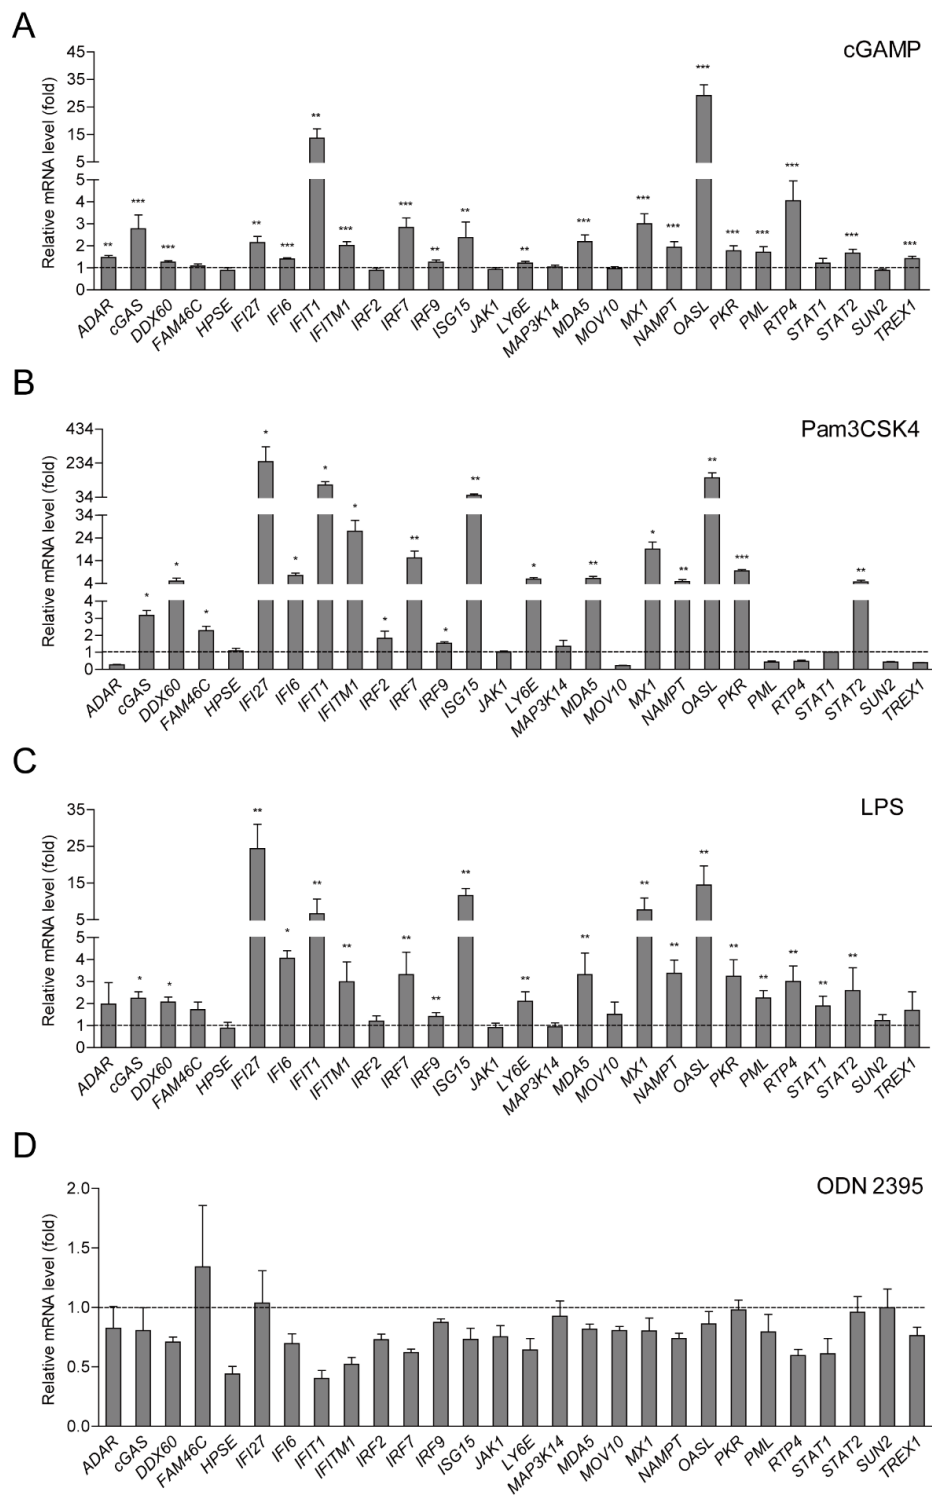 A
cGAMP
Relative mRNA level (fold)
45
35
25
15
5
5
4
3
2
1
0
** *** *** ** *** ** *** *** ** ** ** *** *** *** *** *** *** *** *** ***
ADAR cGAS DDX60 FAM46C HPSE IFI27 IFI6 IFIT1 IFITM1 IRF2 IRF7 IRF9 ISG15 JAK1 LY6E MAP3K14 MDA5 MOV10 MX1 NAMPT OASL PKR PML RTP4 STAT1 STAT2 SUN2 TREX1
B
Pam3CSK4
Relative mRNA level (fold)
434
234
34
34
24
14
4
4
3
2
1
0
* * * * * * * * ** * ** * ** * ** ** *** **
ADAR cGAS DDX60 FAM46C HPSE IFI27 IFI6 IFIT1 IFITM1 IRF2 IRF7 IRF9 ISG15 JAK1 LY6E MAP3K14 MDA5 MOV10 MX1 NAMPT OASL PKR PML RTP4 STAT1 STAT2 SUN2 TREX1
C
LPS
Relative mRNA level (fold)
35
25
15
5
5
4
3
2
1
0
* * ** * ** ** ** ** ** ** ** ** ** ** ** ** ** ** **
ADAR cGAS DDX60 FAM46C HPSE IFI27 IFI6 IFIT1 IFITM1 IRF2 IRF7 IRF9 ISG15 JAK1 LY6E MAP3K14 MDA5 MOV10 MX1 NAMPT OASL PKR PML RTP4 STAT1 STAT2 SUN2 TREX1
D
ODN 2395
Relative mRNA level (fold)
2.0
1.5
1.0
0.5
0.0
ADAR cGAS DDX60 FAM46C HPSE IFI27 IFI6 IFIT1 IFITM1 IRF2 IRF7 IRF9 ISG15 JAK1 LY6E MAP3K14 MDA5 MOV10 MX1 NAMPT OASL PKR PML RTP4 STAT1 STAT2 SUN2 TREX1